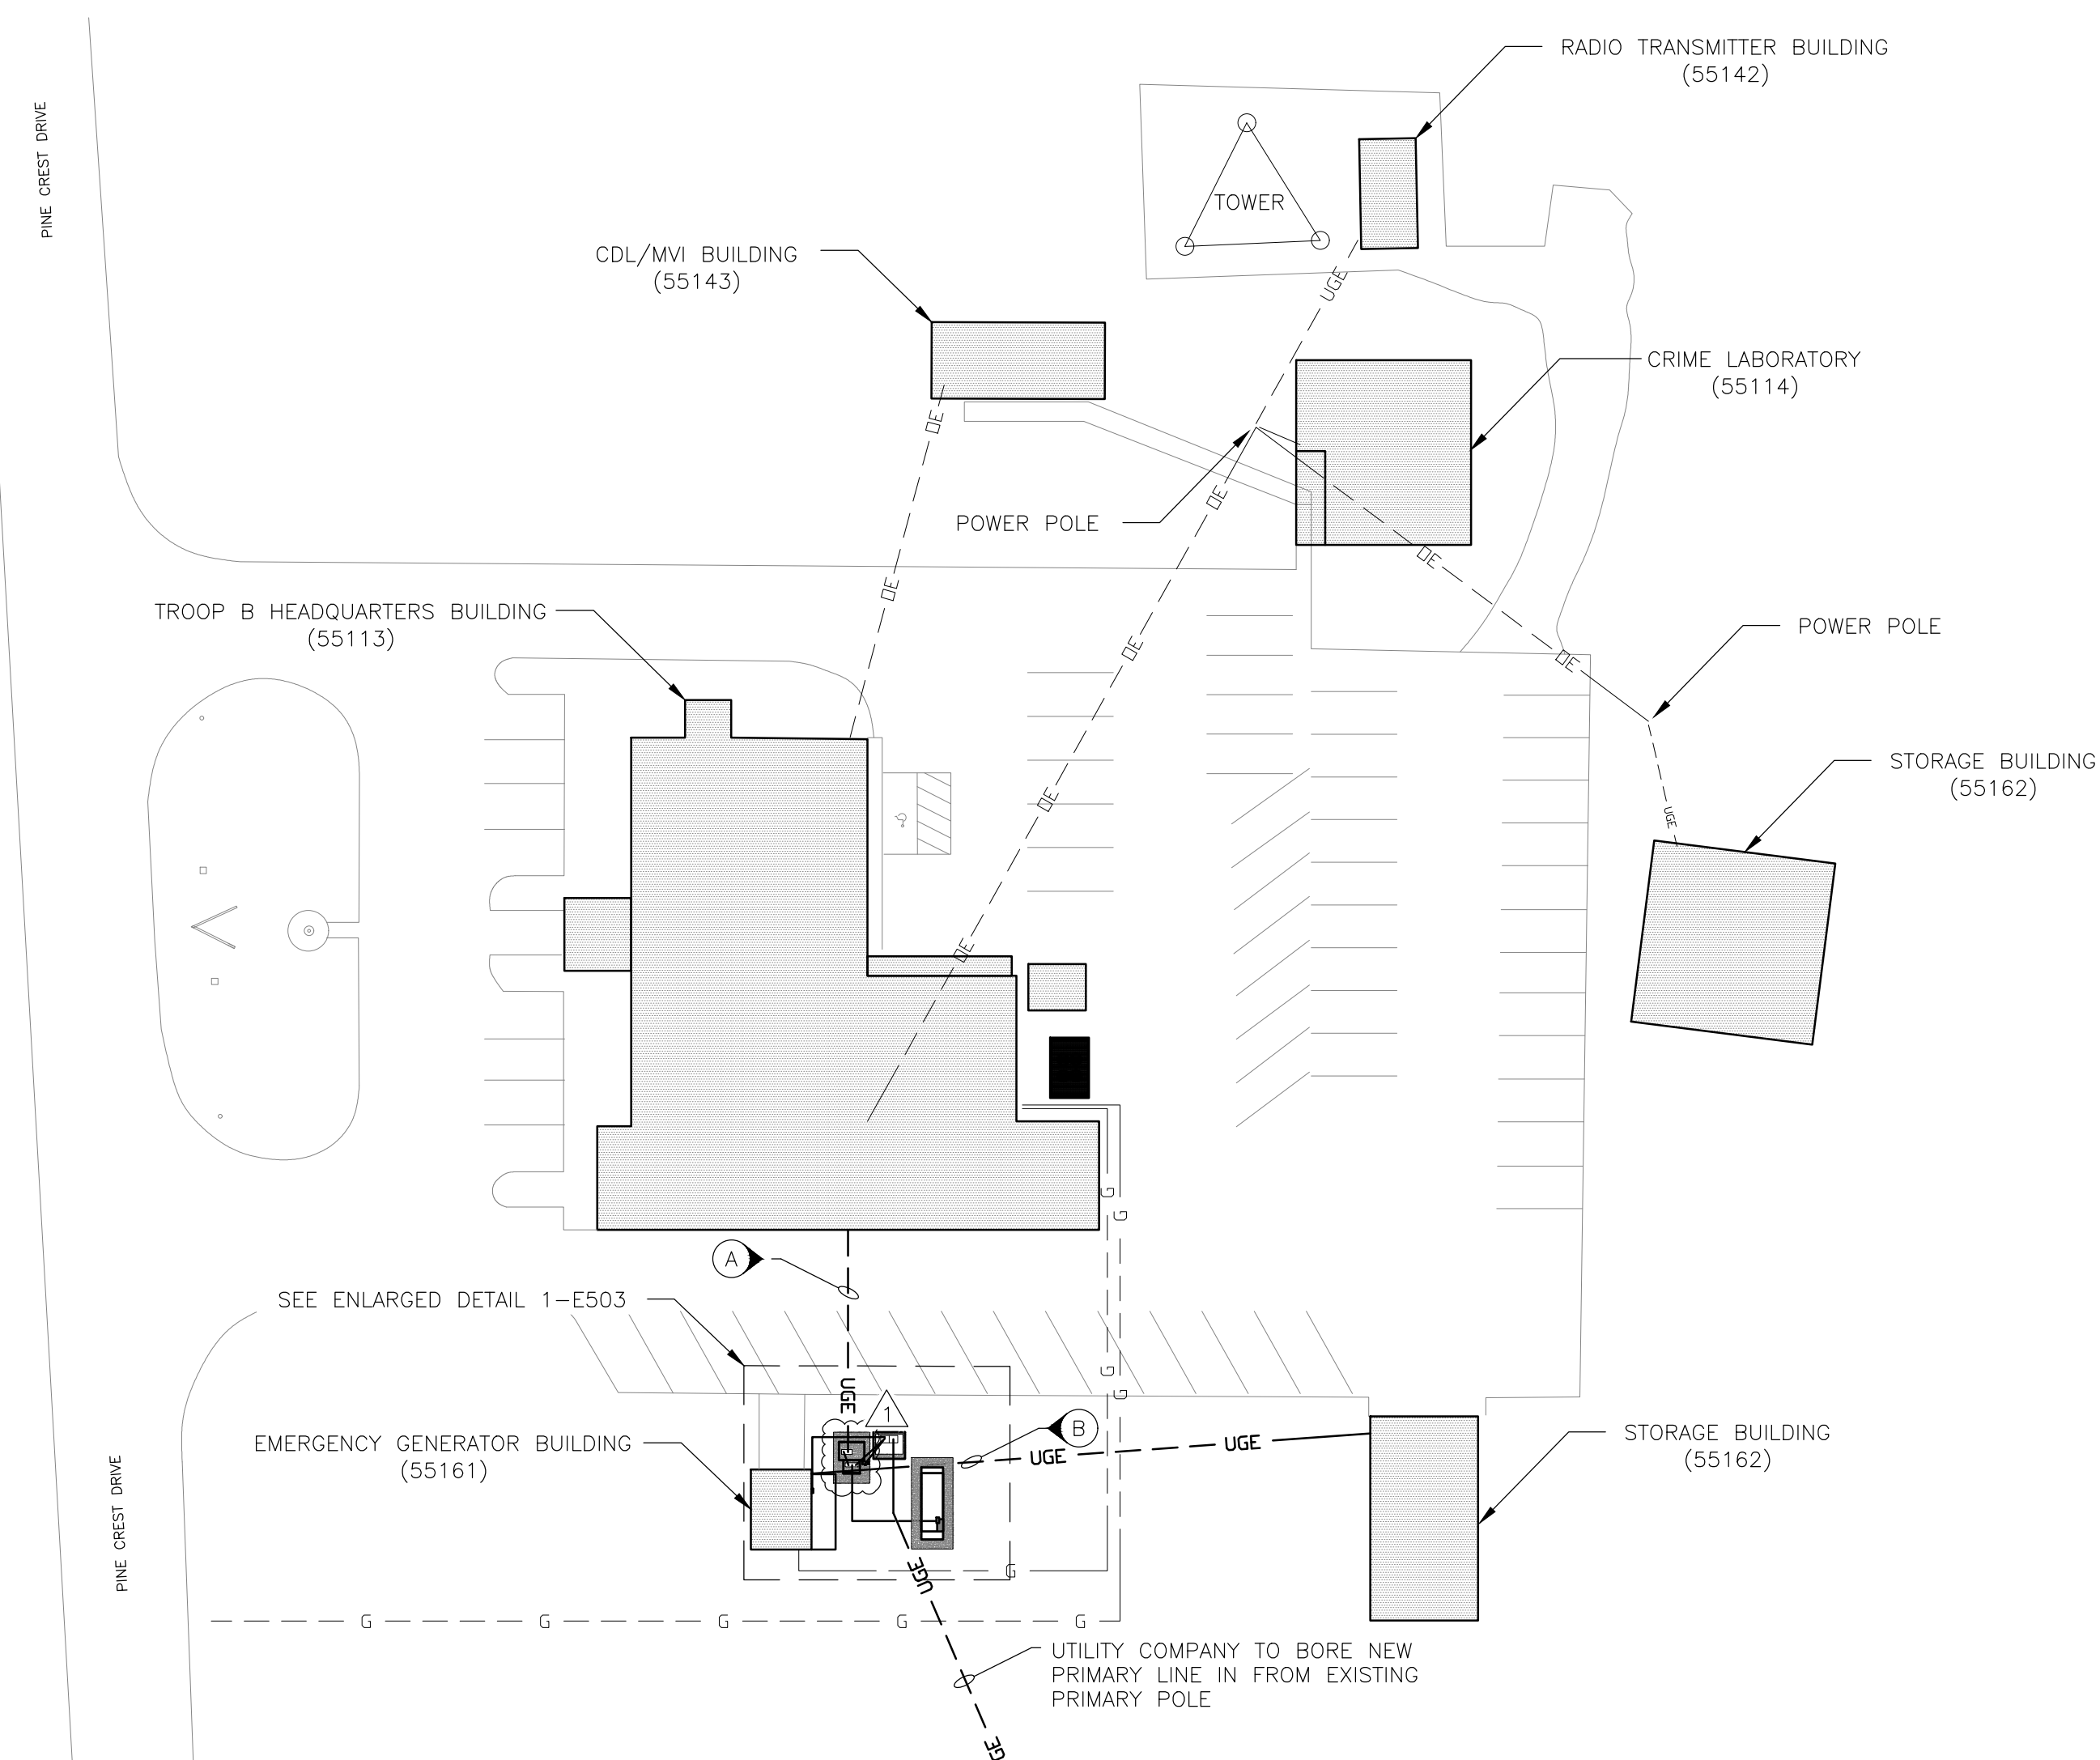 RADIO TRANSMITTER BUILDING
(55142)
PINE CREST DRIVE
TOWER
CDL/MVI BUILDING
(55143)
UGE
CRIME LABORATORY
(55114)
OE
OE
POWER POLE
OE
OE
TROOP B HEADQUARTERS BUILDING
(55113)
POWER POLE
OE
OE
STORAGE BUILDING
(55162)
OE
UGE
OE
G
G
A
SEE ENLARGED DETAIL 1-E503
G
G
UGE
1
B
EMERGENCY GENERATOR BUILDING
(55161)
UGE
UGE
STORAGE BUILDING
(55162)
PINE CREST DRIVE
UGE
UGE
G
G
G
G
G
G
UTILITY COMPANY TO BORE NEW
PRIMARY LINE IN FROM EXISTING
PRIMARY POLE
GE